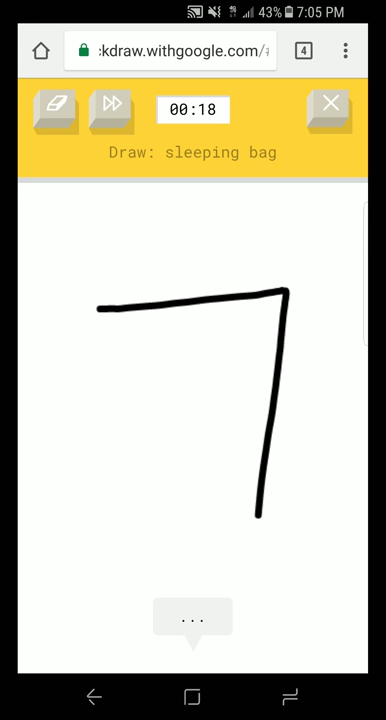 43% 7:05 PM
:kdraw.withgoogle.com/#
4
00:18
Draw: sleeping bag
...